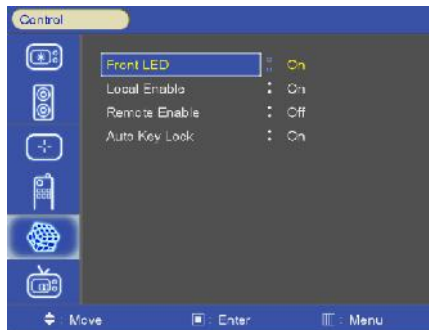 Control
Front LED : On
Local Enable : On
Remote Enable : Off
Auto Key Lock : On
: Move : Enter : Menu